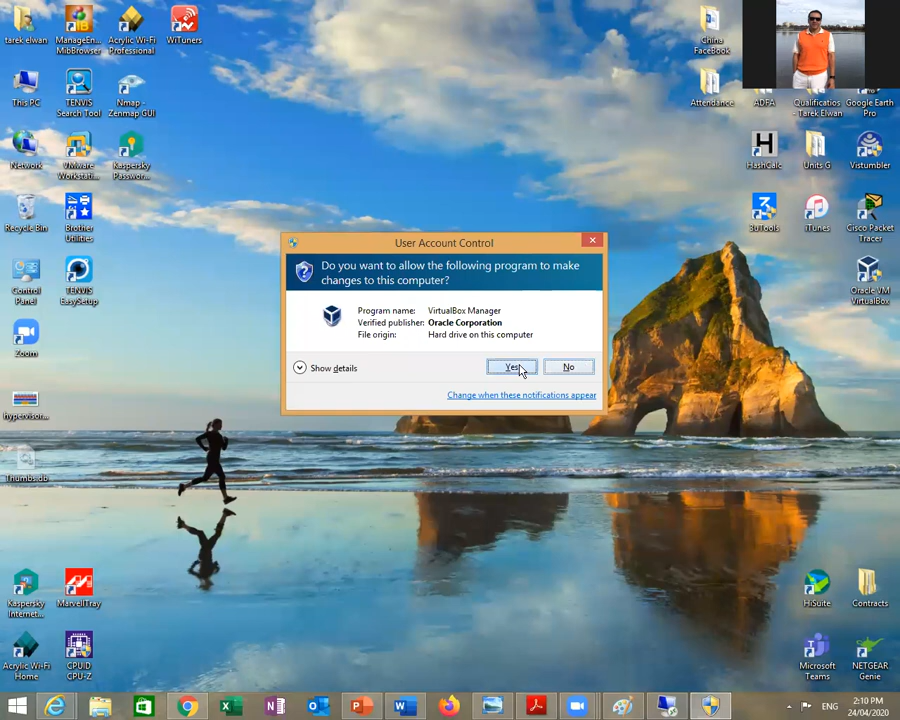 tarek elwan
ManageEn...
MibBrowser
Acrylic Wi-Fi
Professional
WiTuners
China
FaceBook
This PC
TENVIS
Search Tool
Nmap -
Zenmap GUI
Attendance
ADFA
Qualificatio...
- Tarek Elwan
Google Earth
Pro
Network
VMware
Workstati...
Kaspersky
Passwor...
HashCalc
Units G
Vistumbler
Recycle Bin
Brother
Utilities
3
3uTools
iTunes
Cisco Packet
Tracer
Control
Panel
TENVIS
EasySetup
Oracle VM
VirtualBox
Zoom
hypervisor...
Thumbs.db
User Account Control
Do you want to allow the following program to make
changes to this computer?
Program name: VirtualBox Manager
Verified publisher: Oracle Corporation
File origin: Hard drive on this computer
Show details
Yes
No
Change when these notifications appear
Kaspersky
Internet...
MarvellTray
HiSuite
Contracts
Acrylic Wi-Fi
Home
CPUID
CPU-Z
Microsoft
Teams
NETGEAR
Genie
ENG
2:10 PM
24/04/2020